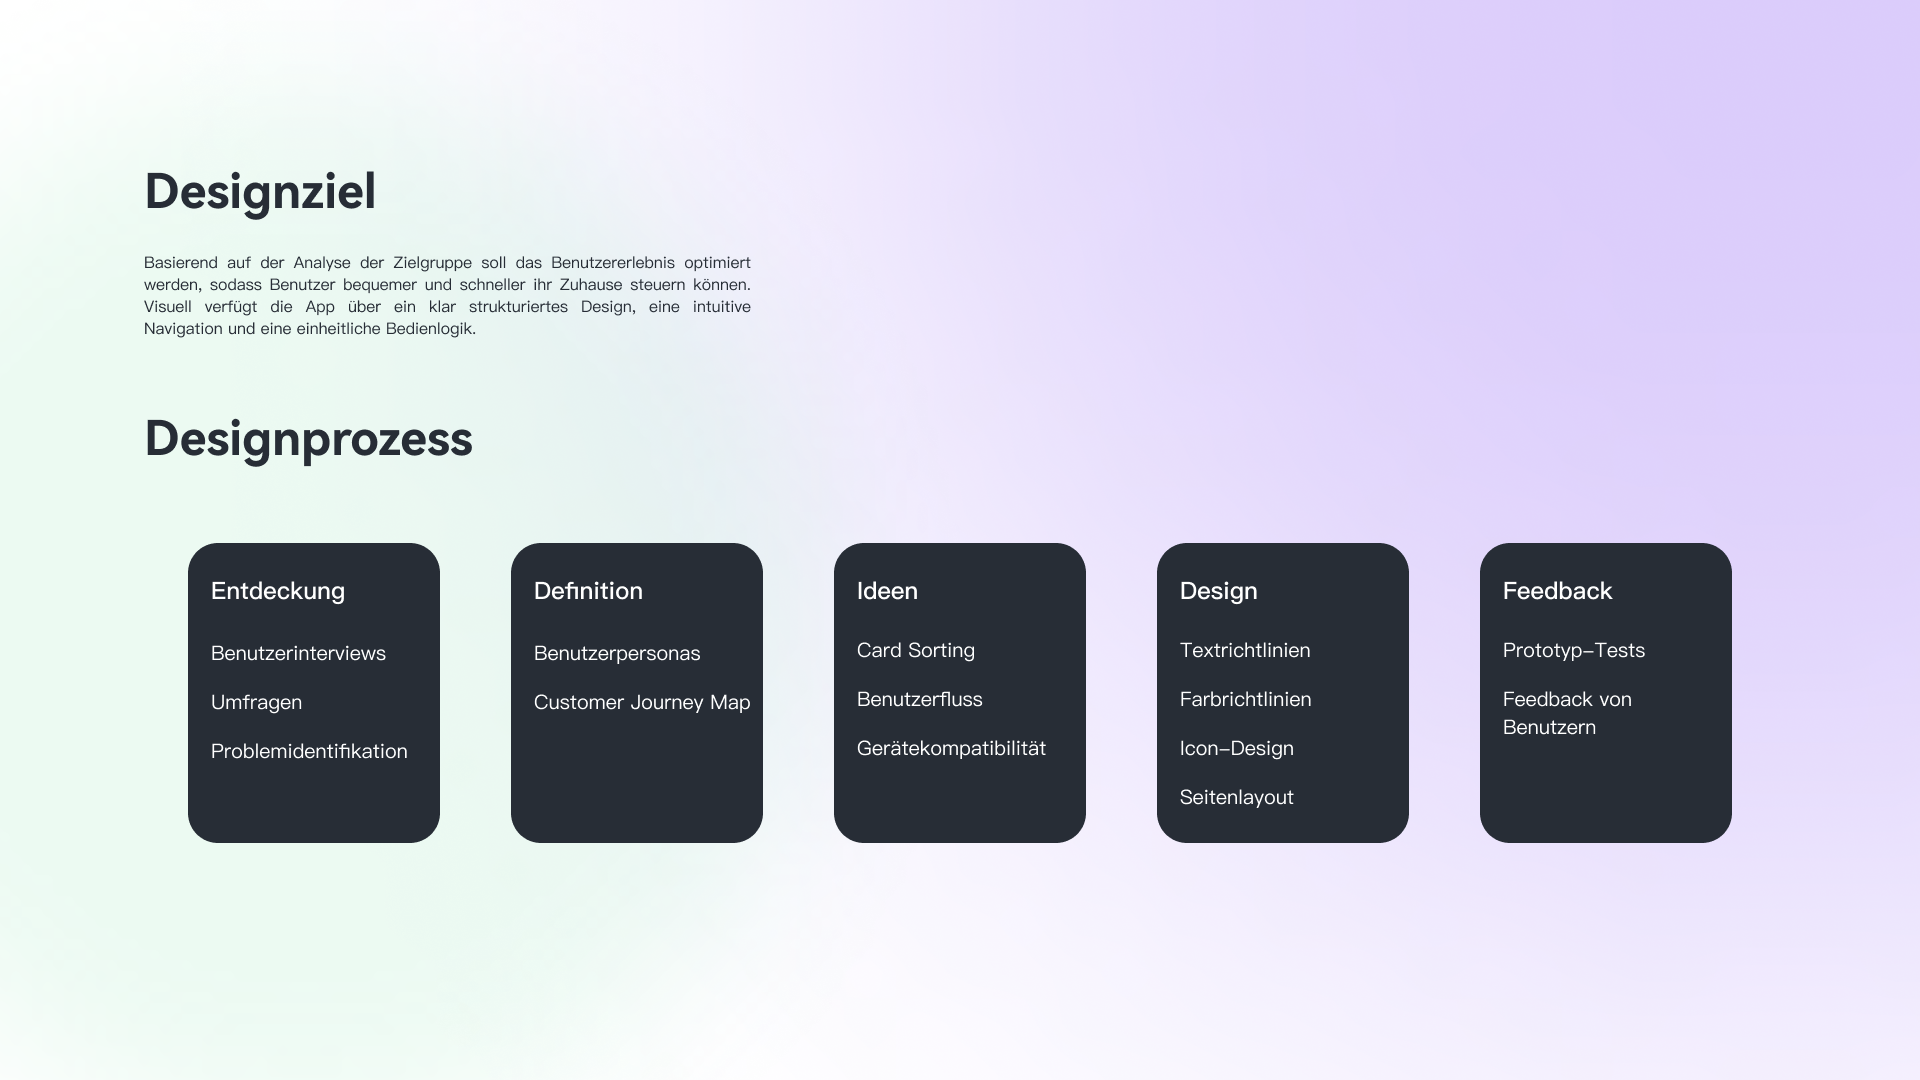 Designziel
Basierend auf der Analyse der Zielgruppe soll das Benutzererlebnis optimiert
werden, sodass Benutzer bequemer und schneller ihr Zuhause steuern können.
Visuell verfügt die App über ein klar strukturiertes Design, eine intuitive
Navigation und eine einheitliche Bedienlogik.
Designprozess
Entdeckung
Benutzerinterviews
Umfragen
Problemidentifikation
Definition
Benutzerpersonas
Customer Journey Map
Ideen
Card Sorting
Benutzerfluss
Gerätekompatibilität
Design
Textrichtlinien
Farbrichtlinien
Icon-Design
Seitenlayout
Feedback
Prototyp-Tests
Feedback von
Benutzern